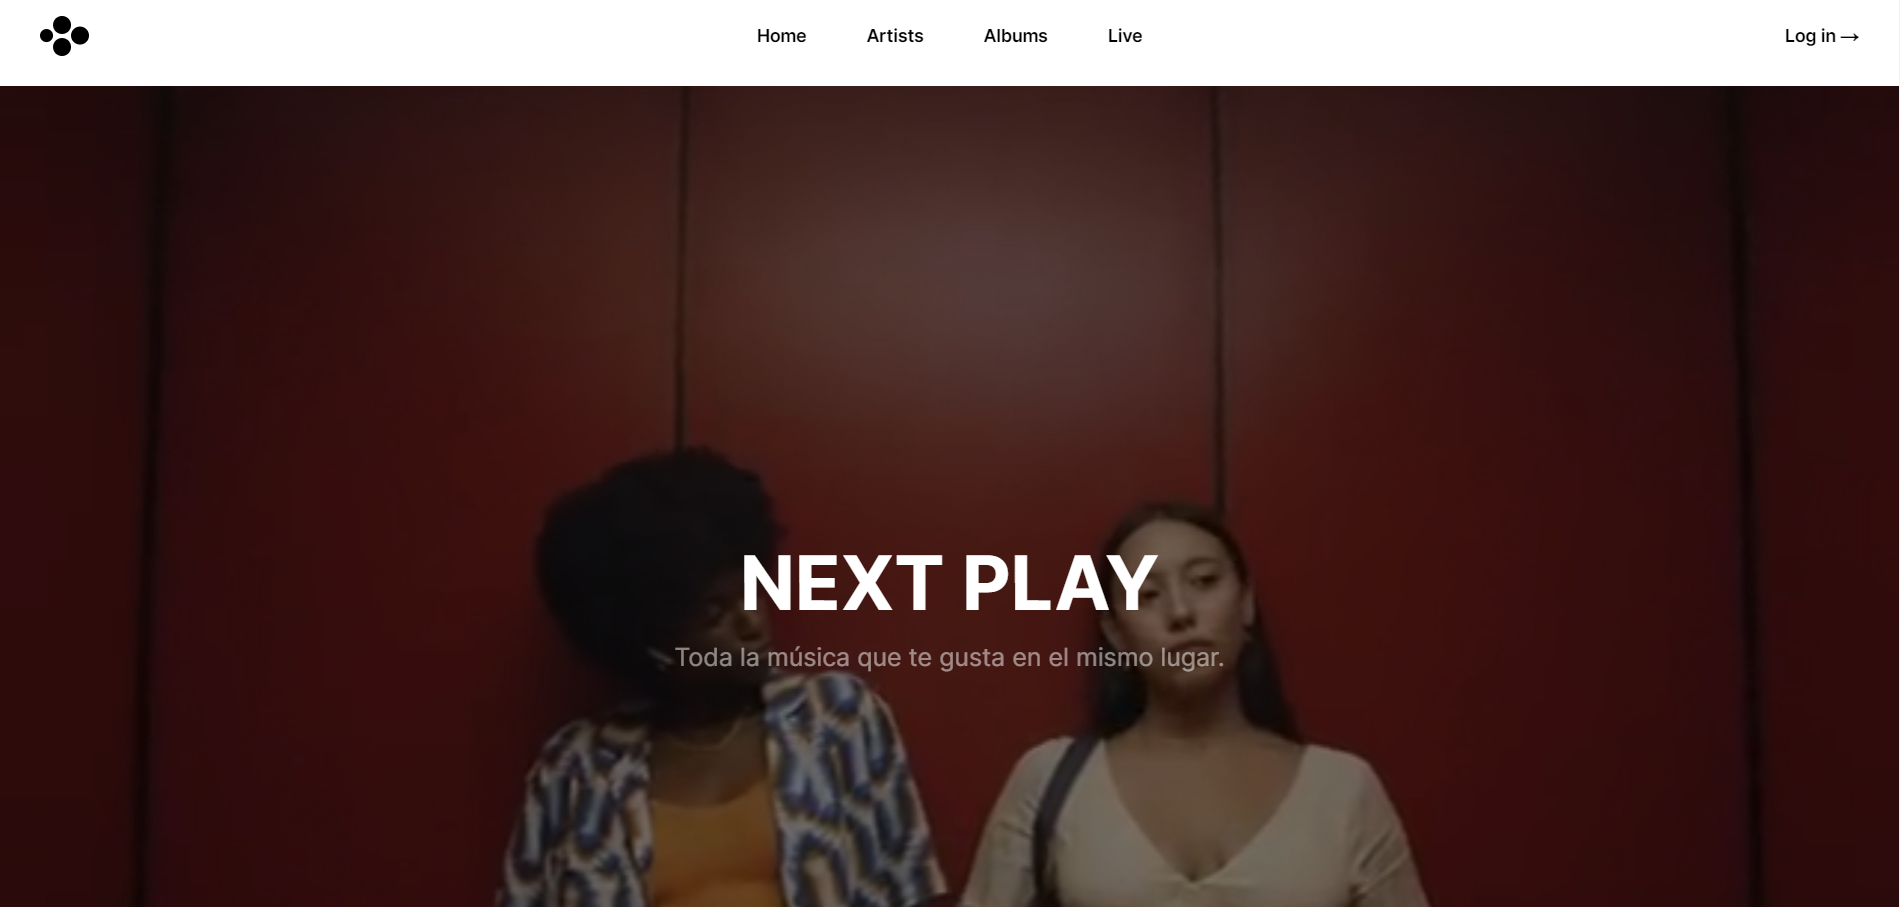 Home Artists Albums Live Log in →
NEXT PLAY
Toda la música que te gusta en el mismo lugar.